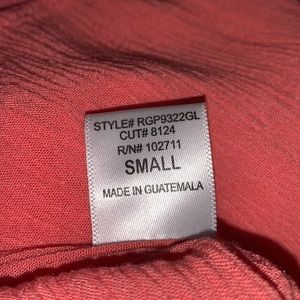 STYLE# RGP9322GL
CUT# 8124
R/N# 102711
SMALL
MADE IN GUATEMALA